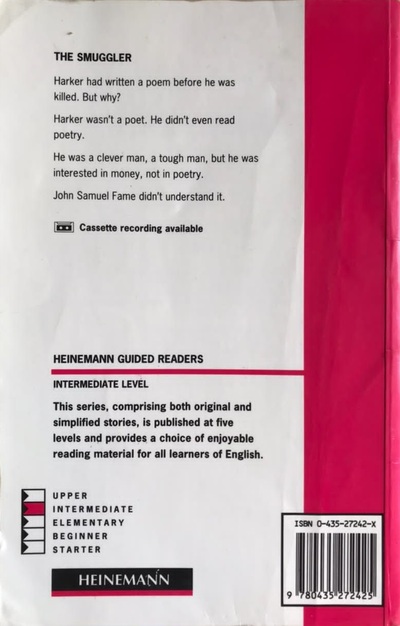 THE SMUGGLER
Harker had written a poem before he was
killed. But why?
Harker wasn't a poet. He didn't even read
poetry.
He was a clever man, a tough man, but he was
interested in money, not in poetry.
John Samuel Fame didn't understand it.
Cassette recording available
HEINEMANN GUIDED READERS
INTERMEDIATE LEVEL
This series, comprising both original and
simplified stories, is published at five
levels and provides a choice of enjoyable
reading material for all learners of English.
UPPER
INTERMEDIATE
ELEMENTARY
BEGINNER
STARTER
HEINEMANN
ISBN 0-435-27242-X
9 780435 272425